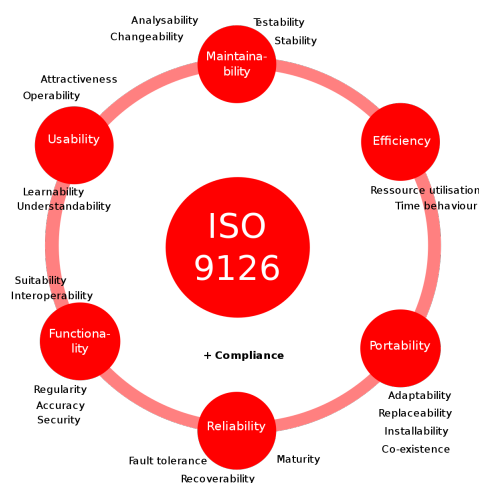 Analysability
Testability
Changeability
Stability
Maintaina-
bility
Attractiveness
Operability
Usability
Efficiency
Learnability
Understandability
Ressource utilisation
Time behaviour
ISO
9126
Suitability
Interoperability
Functiona-
lity
Portability
+ Compliance
Regularity
Accuracy
Security
Adaptability
Replaceability
Installability
Co-existence
Reliability
Fault tolerance
Maturity
Recoverability